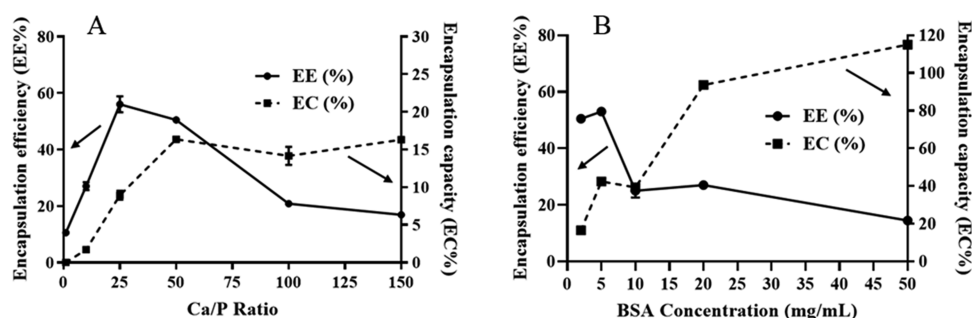 A
Encapsulation efficiency (EE%)
80
60
40
20
0
EE (%)
EC (%)
30
25
20
15
10
5
0
Encapsulation capacity (EC%)
0 25 50 75 100 125 150
Ca/P Ratio
B
Encapsulation efficiency (EE%)
80
60
40
20
0
EE (%)
EC (%)
120
100
80
60
40
20
0
Encapsulation capacity (EC%)
0 5 10 15 20 25 30 35 40 45 50
BSA Concentration (mg/mL)